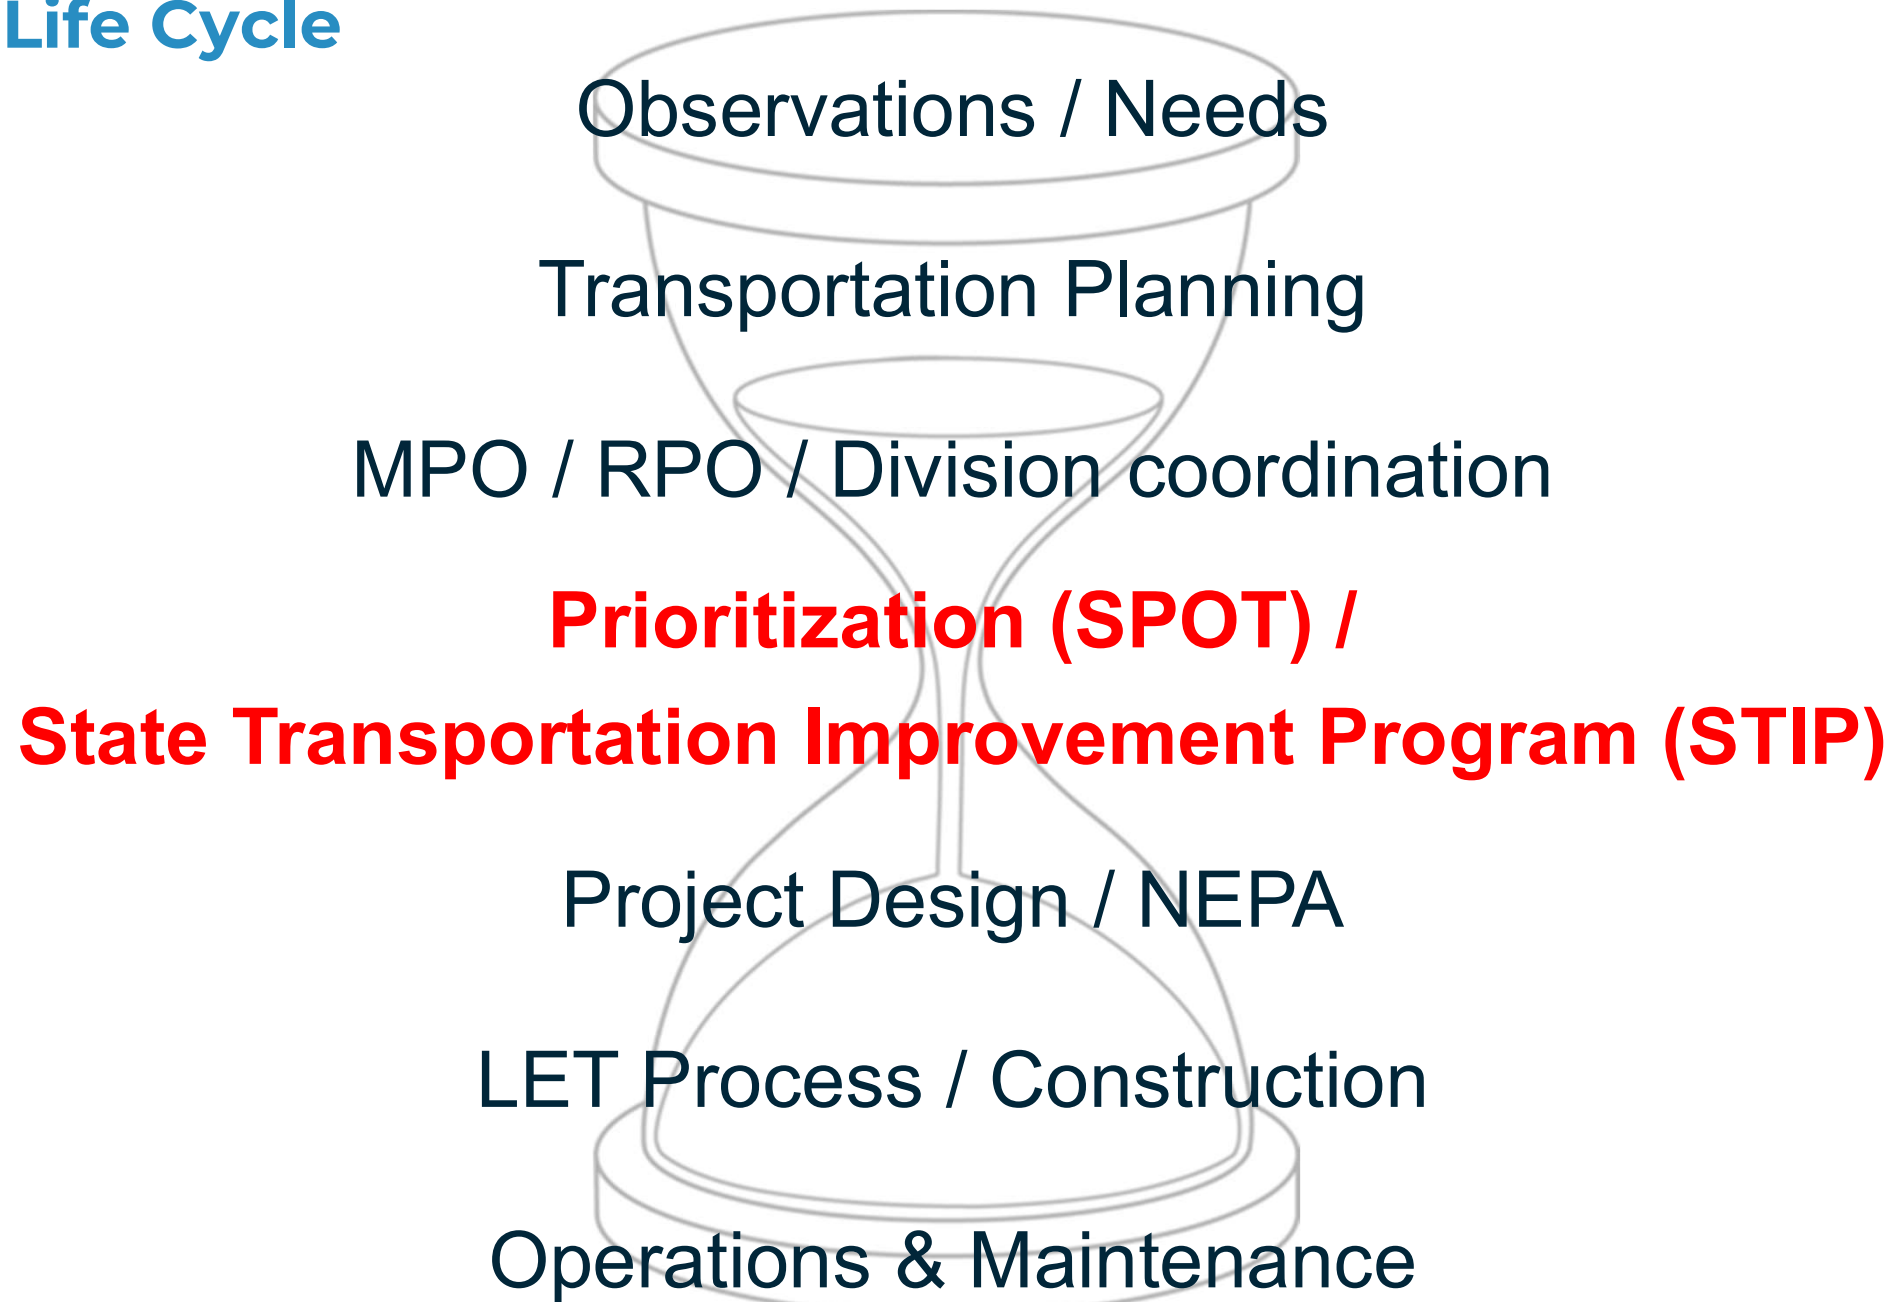 Life Cycle
Observations / Needs
Transportation Planning
MPO / RPO / Division coordination
Prioritization (SPOT) /
State Transportation Improvement Program (STIP)
Project Design / NEPA
LET Process / Construction
Operations & Maintenance